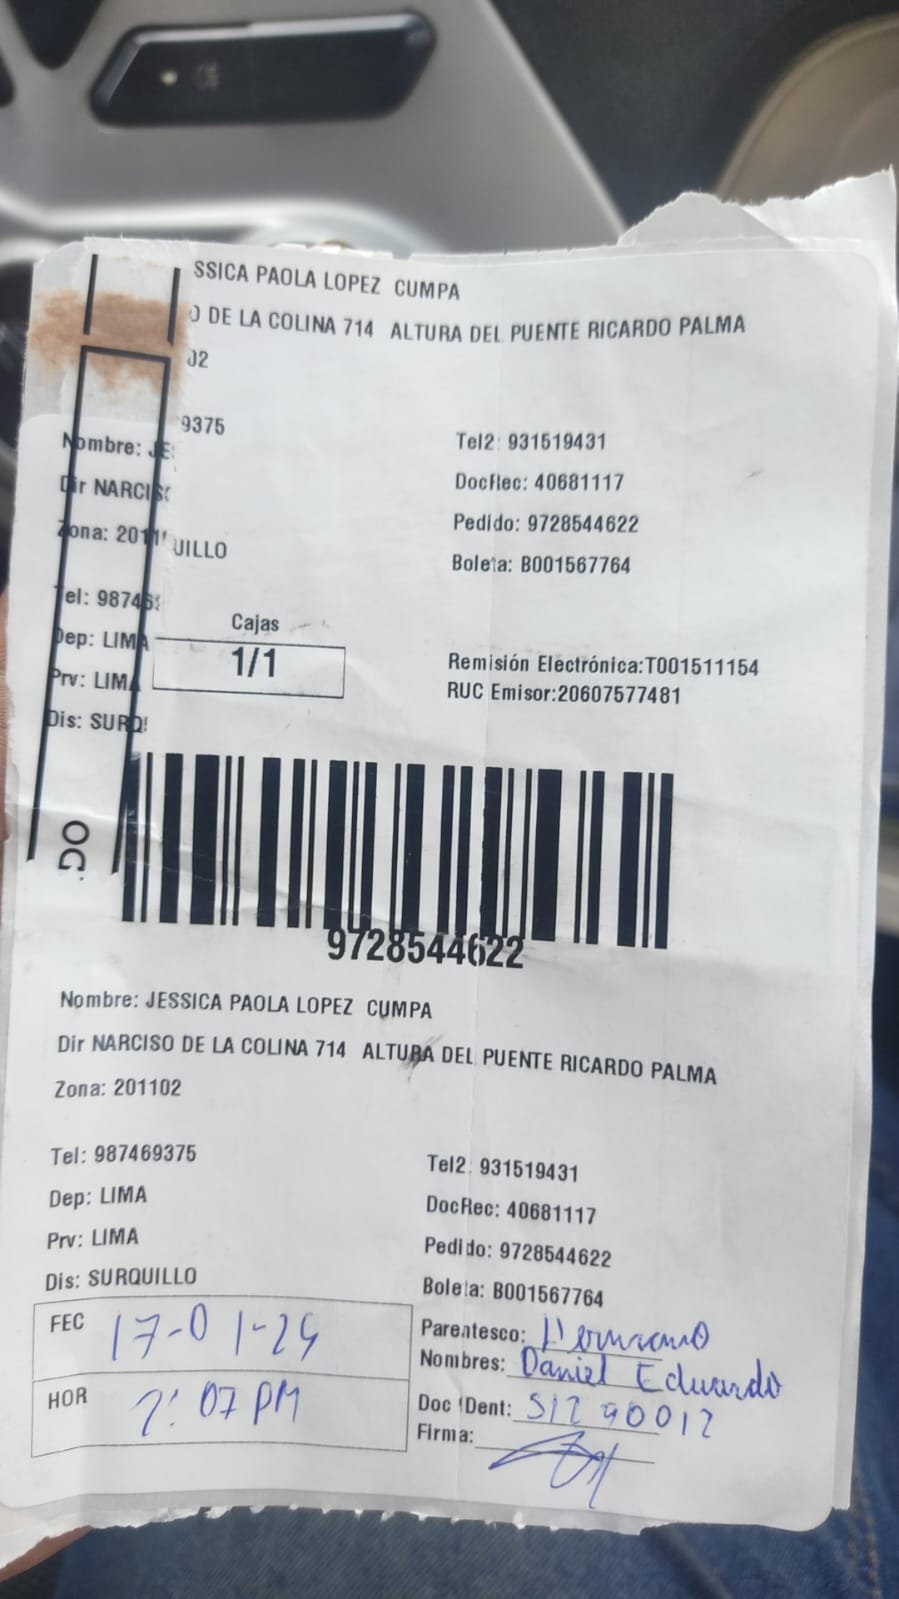 SSICA PAOLA LOPEZ CUMPA
O DE LA COLINA 714 ALTURA DEL PUENTE RICARDO PALMA
02
9375
Tel2: 931519431
Nombre: JE
DocRec: 40681117
Dir NARCIS
Pedido: 9728544622
Zona: 2011
UILLO
Boleta: B001567764
Tel: 98746
Cajas
Dep: LIMA
1/1
Remisión Electrónica:T001511154
Prv: LIMA
RUC Emisor:20607577481
Dis: SURQ
OG
9728544622
Nombre: JESSICA PAOLA LOPEZ CUMPA
Dir NARCISO DE LA COLINA 714 ALTURA DEL PUENTE RICARDO PALMA
Zona: 201102
Tel: 987469375
Tel2: 931519431
Dep: LIMA
DocRec: 40681117
Prv: LIMA
Pedido: 9728544622
Dis: SURQUILLO
Boleta: B001567764
FEC 17-01-24
Parentesco: Hermano
Nombres: Daniel Eduardo
HOR 2:07 PM
Doc IDent:
Firma: